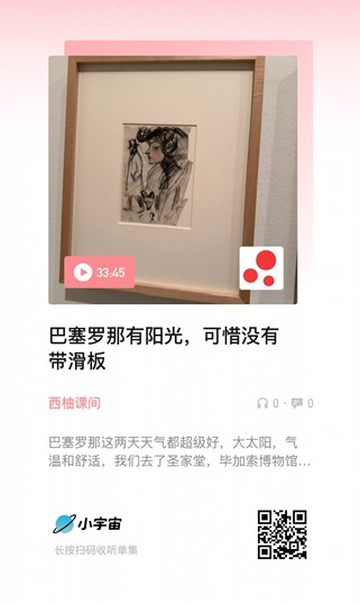 33:45
巴塞罗那有阳光，可惜没有
带滑板
西柚课间
0 · 0
巴塞罗那这两天天气都超级好，大太阳，气
温和舒适，我们去了圣家堂，毕加索博物馆…
小宇宙
长按扫码收听单集